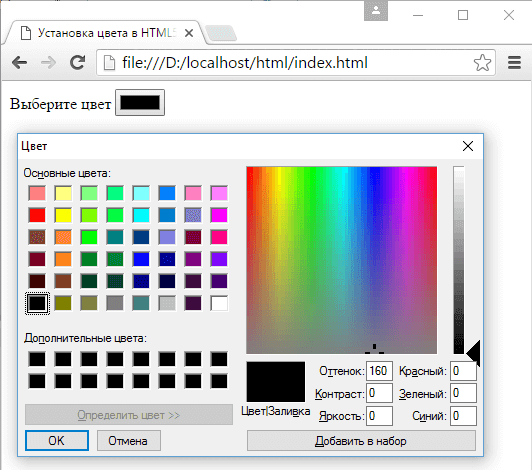 Установка цвета в HTML5
file:///D:/localhost/html/index.html
Выберите цвет
Цвет
Основные цвета:
Дополнительные цвета:
Определить цвет >>
OK
Отмена
Цвет|Заливка
Оттенок: 160
Контраст: 0
Яркость: 0
Красный: 0
Зеленый: 0
Синий: 0
Добавить в набор